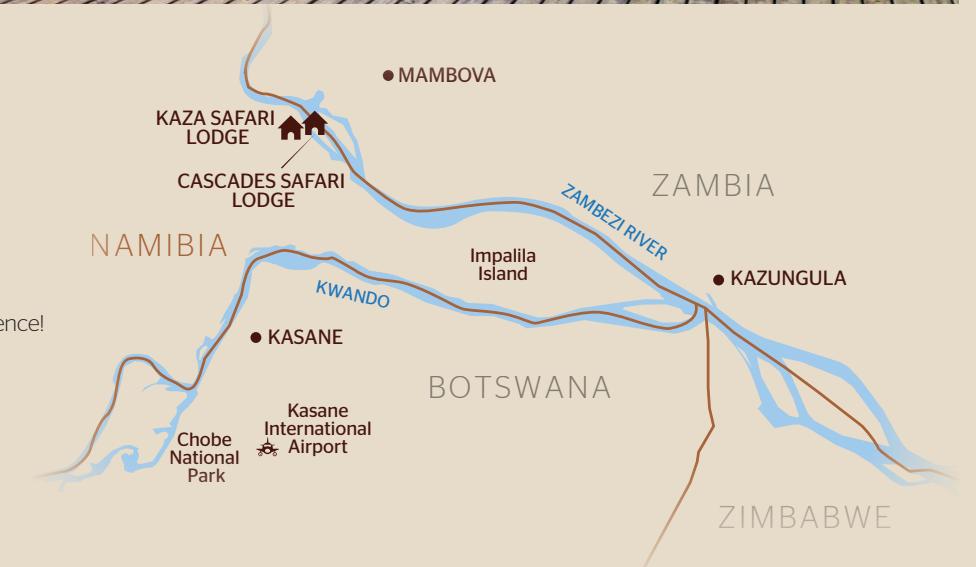 MAMBOVA
KAZA SAFARI
LODGE
CASCADES SAFARI
LODGE
ZAMBIA
ZAMBEZI RIVER
NAMIBIA
Impalila
Island
KAZUNGULA
KWANDO
ence!
KASANE
BOTSWANA
Kasane
International
Airport
Chobe
National
Park
ZIMBABWE